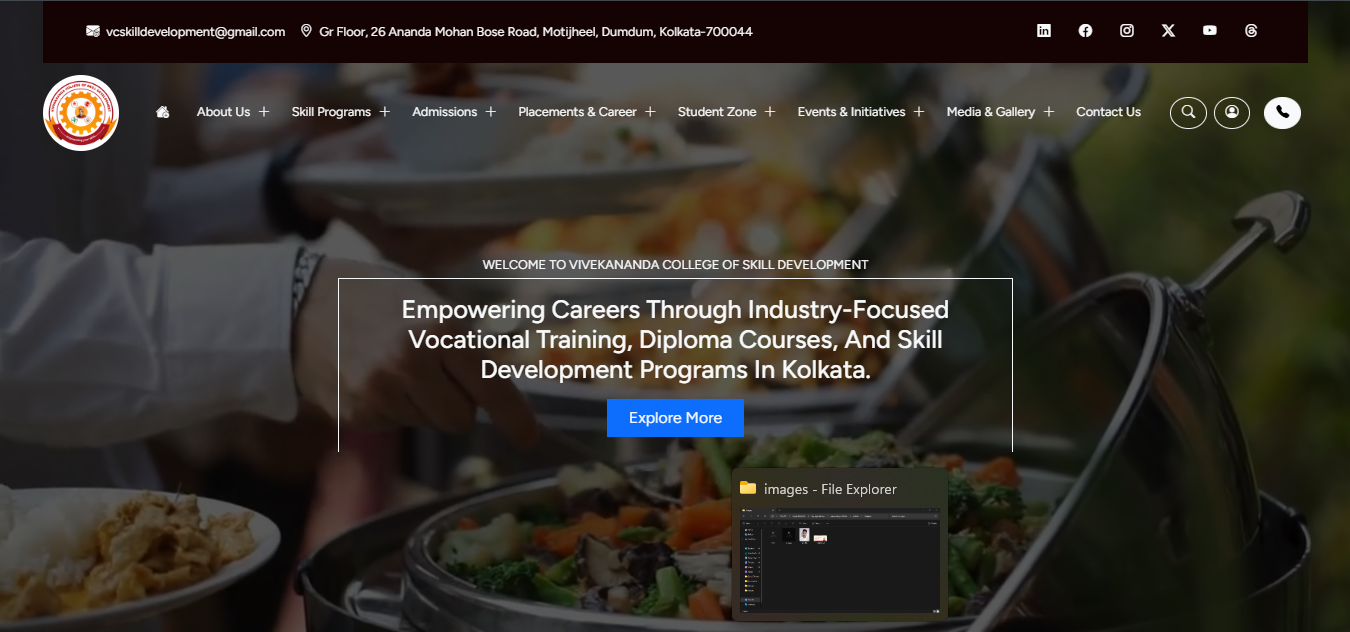 vcskilldevelopment@gmail.com
Gr Floor, 26 Ananda Mohan Bose Road, Motijheel, Dumdum, Kolkata-700044
About Us
Skill Programs
Admissions
Placements & Career
Student Zone
Events & Initiatives
Media & Gallery
Contact Us
WELCOME TO VIVEKANANDA COLLEGE OF SKILL DEVELOPMENT
Empowering Careers Through Industry-Focused
Vocational Training, Diploma Courses, And Skill
Development Programs In Kolkata.
Explore More
images - File Explorer